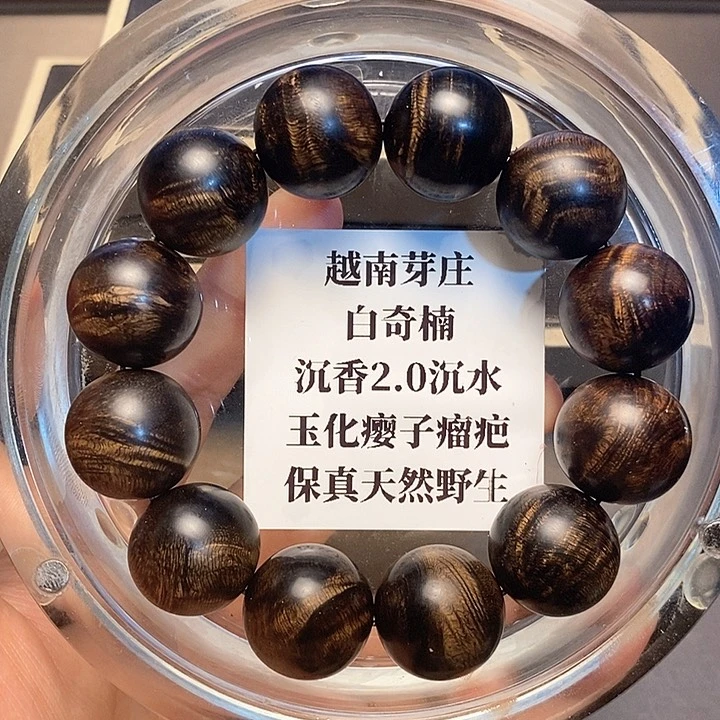 越南芽庄
白奇楠
沉香2.0沉水
玉化瘿子瘤疤
保真天然野生